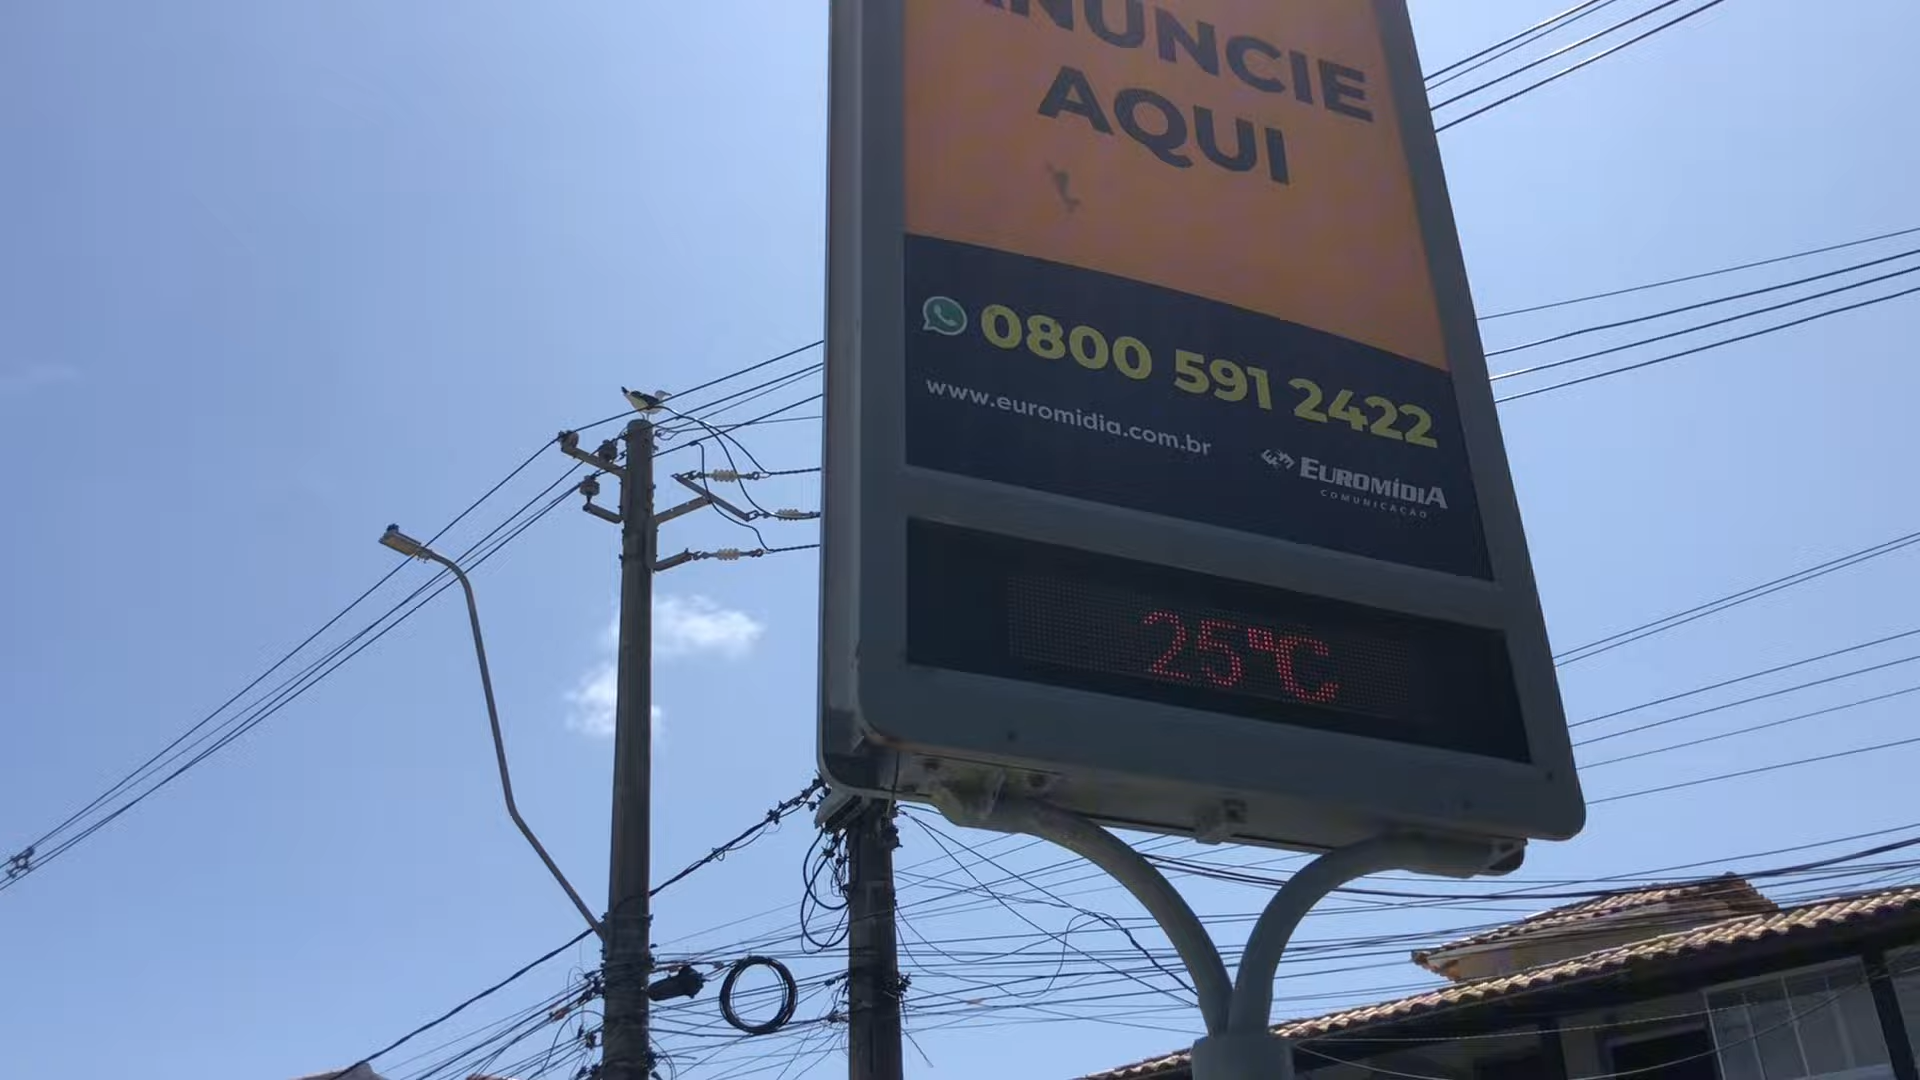 ANUNCIE
AQUI
0800 591 2422
www.euromidia.com.br
EUROMÍDIA
COMUNICAÇÃO
25°C